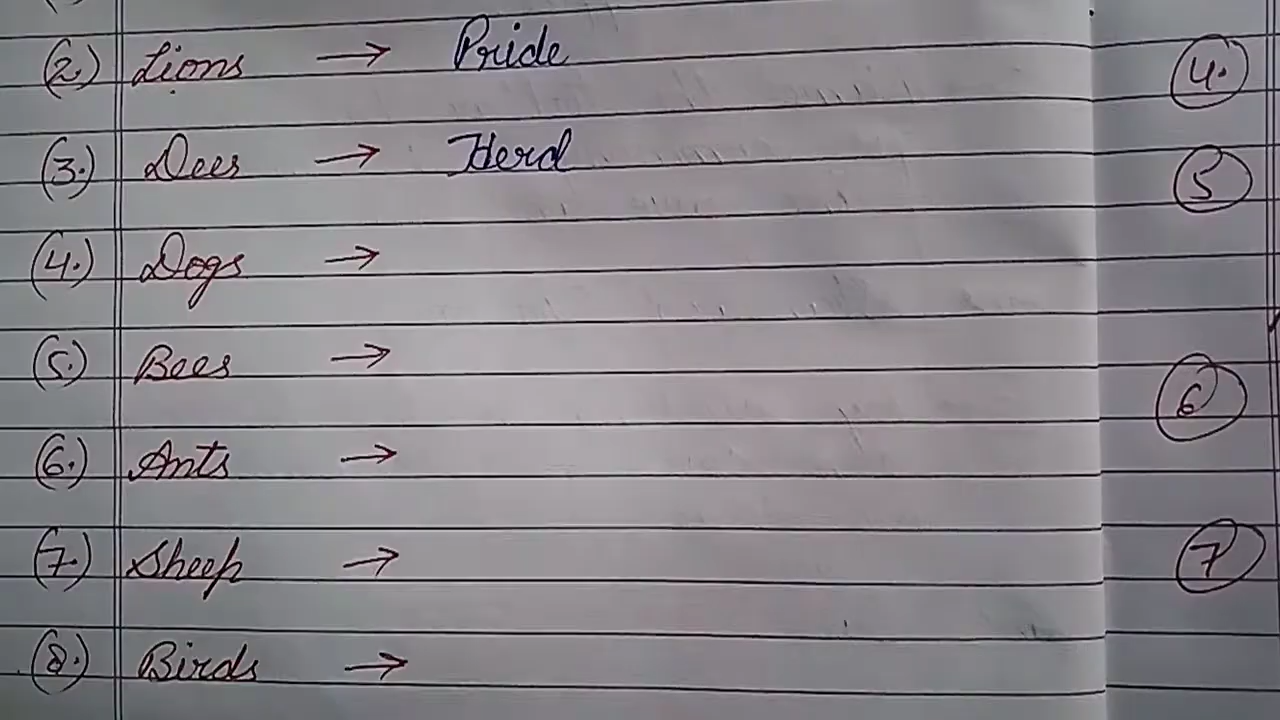 (2.) Lions → Pride
(3.) Deers → Herd
(4.) Dogs →
(5.) Bees →
(6.) Ants →
(7.) Sheep →
(8.) Birds →
4.
5
6
7